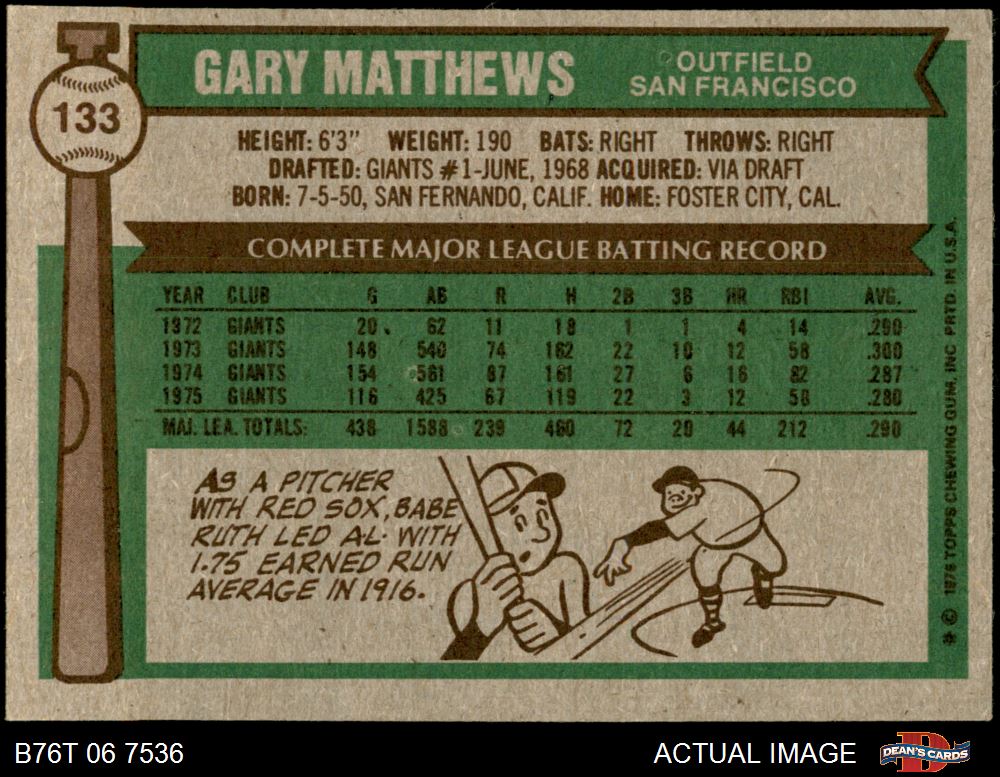 133
GARY MATTHEWS
OUTFIELD
SAN FRANCISCO
HEIGHT: 6'3" WEIGHT: 190 BATS: RIGHT THROWS: RIGHT
DRAFTED: GIANTS #1-JUNE, 1968 ACQUIRED: VIA DRAFT
BORN: 7-5-50, SAN FERNANDO, CALIF. HOME: FOSTER CITY, CAL.
COMPLETE MAJOR LEAGUE BATTING RECORD
YEAR CLUB G AB R H 2B 3B HR RBI AVG.
1972 GIANTS 20 62 11 18 1 1 4 14 .290
1973 GIANTS 148 540 74 162 22 10 12 58 .300
1974 GIANTS 154 561 87 161 27 6 16 82 .287
1975 GIANTS 116 425 67 119 22 3 12 58 .280
MAJ. LEA. TOTALS: 438 1588 239 460 72 20 44 212 .290
AS A PITCHER
WITH RED SOX, BABE
RUTH LED AL. WITH
1.75 EARNED RUN
AVERAGE IN 1916.
* © 1976 TOPPS CHEWING GUM, INC PRTD. IN U.S.A.
B76T 06 7536
ACTUAL IMAGE
DEAN'S CARDS